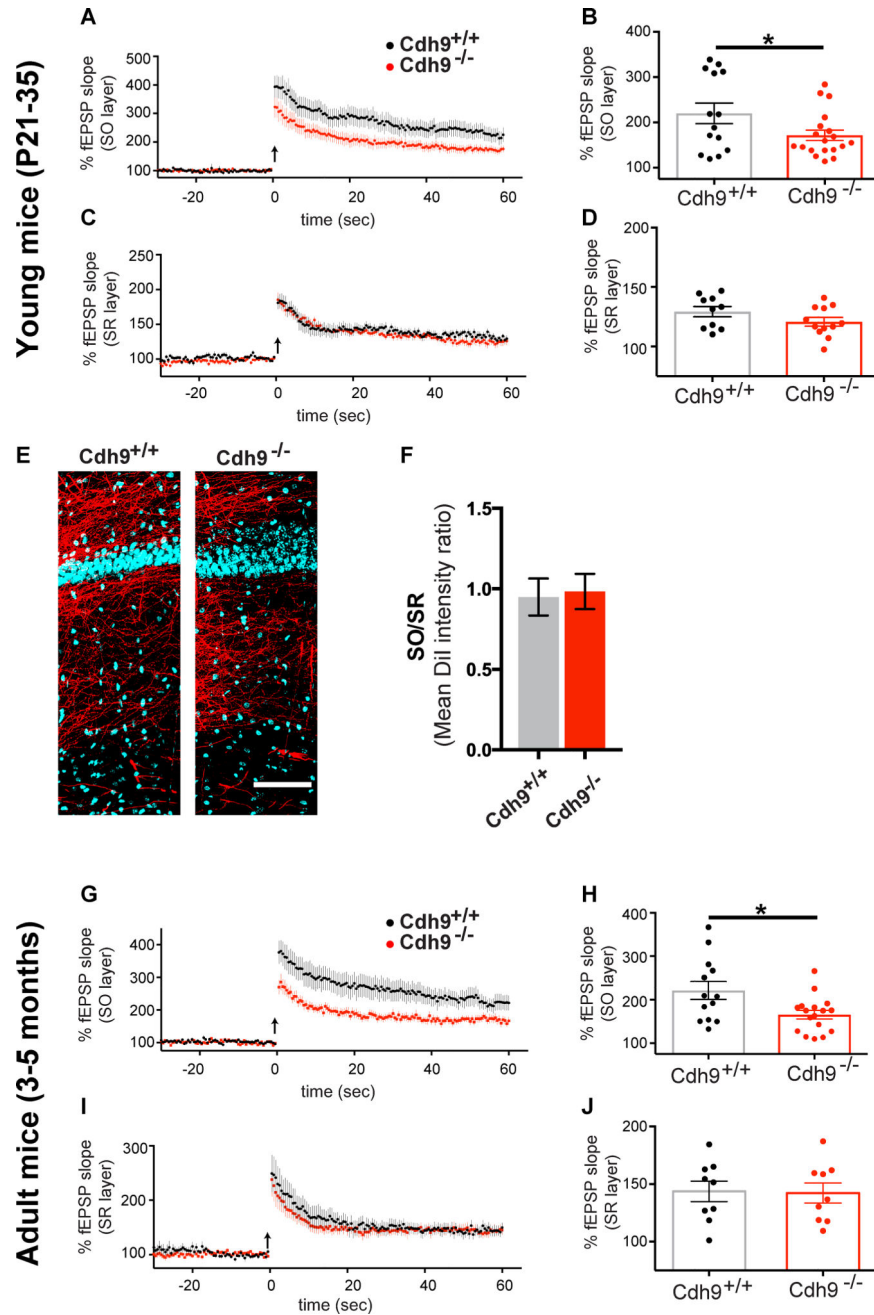 Young mice (P21-35)
A
% fEPSP slope
(SO layer)
500
400
300
200
100
Cdh9+/+
Cdh9 -/-
-20
0
20
40
60
time (sec)
B
*
% fEPSP slope
(SO layer)
400
300
200
100
Cdh9+/+
Cdh9 -/-
C
% fEPSP slope
(SR layer)
250
200
150
100
-20
0
20
40
60
time (sec)
D
% fEPSP slope
(SR layer)
200
150
100
Cdh9+/+
Cdh9 -/-
E
Cdh9+/+
Cdh9 -/-
F
SO/SR
(Mean DiI intensity ratio)
1.5
1.0
0.5
0.0
Cdh9+/+
Cdh9-/-
Adult mice (3-5 months)
G
% fEPSP slope
(SO layer)
400
300
200
100
Cdh9+/+
Cdh9 -/-
-20
0
20
40
60
time (sec)
H
*
% fEPSP slope
(SO layer)
400
300
200
100
Cdh9+/+
Cdh9 -/-
I
% fEPSP slope
(SR layer)
300
200
100
-20
0
20
40
60
time (sec)
J
% fEPSP slope
(SR layer)
200
150
100
Cdh9+/+
Cdh9 -/-